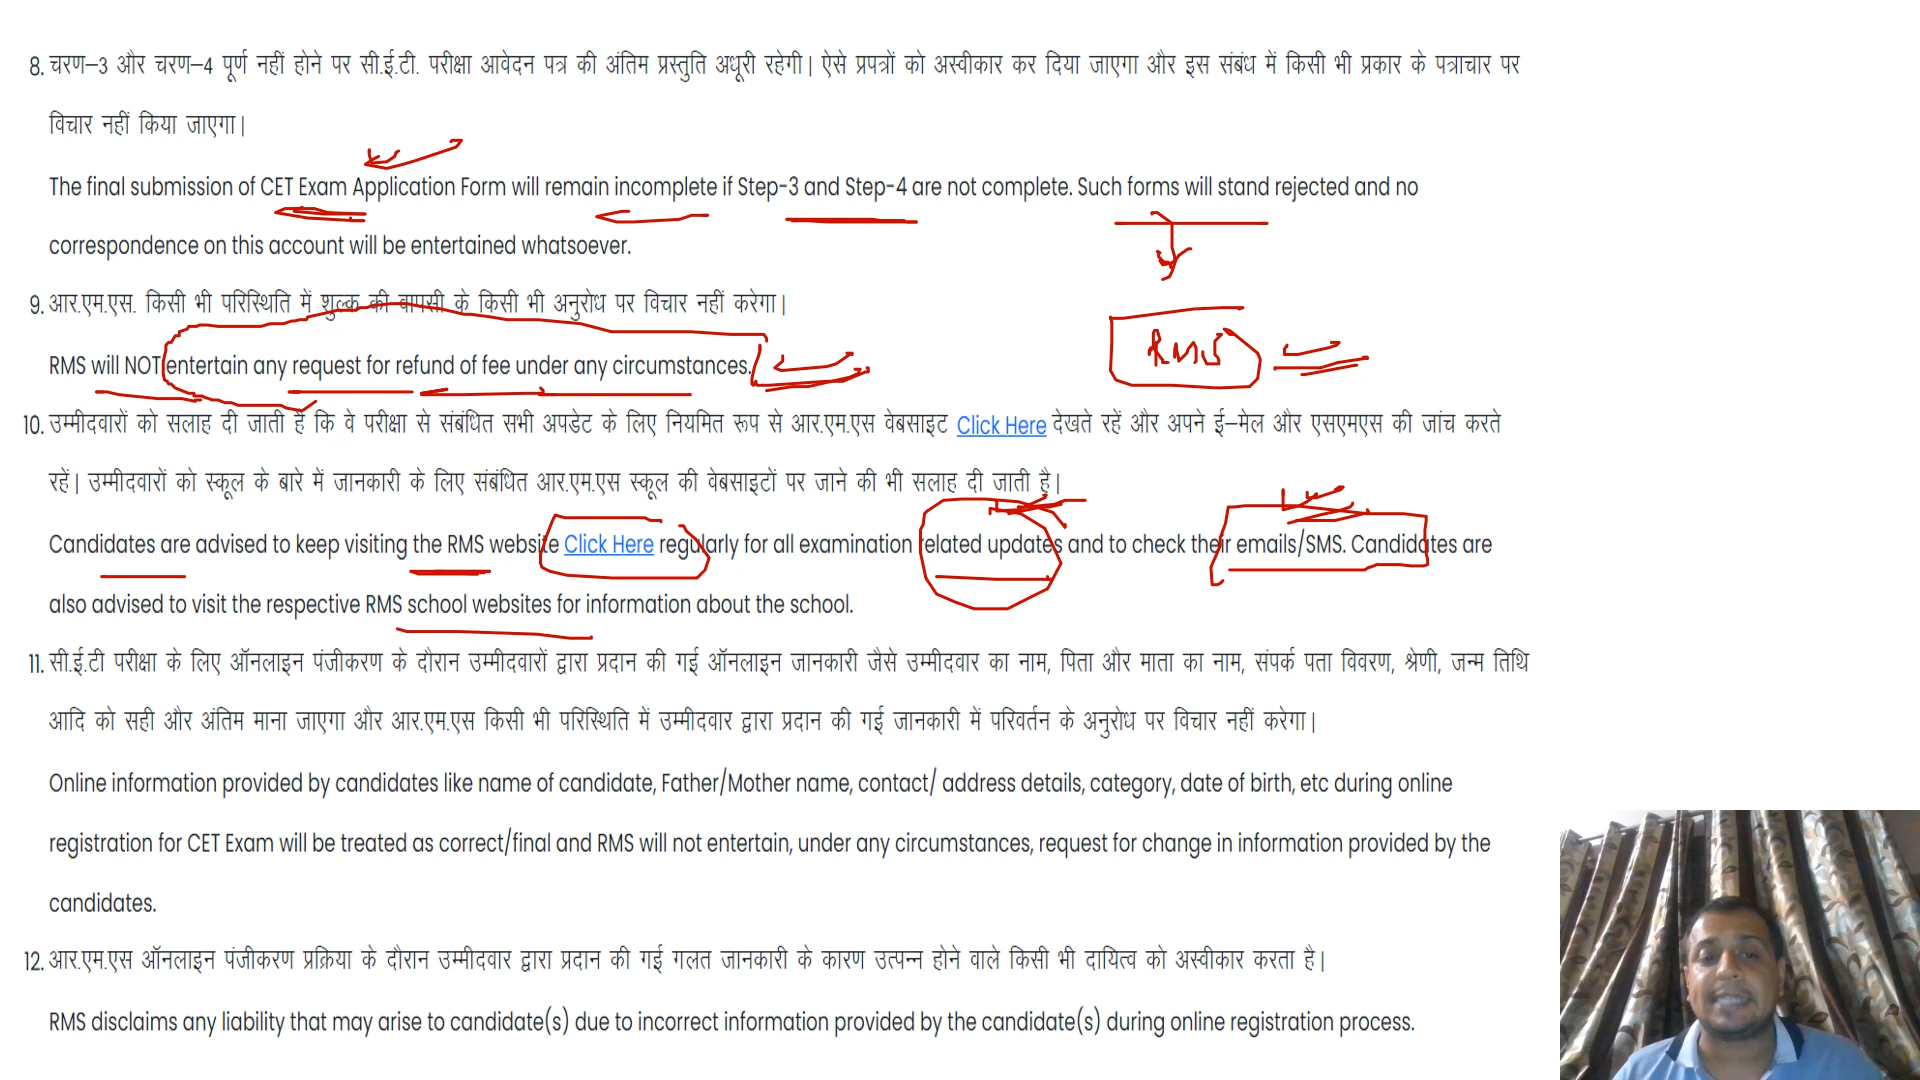 8. चरण–3 और चरण–4 पूर्ण नहीं होने पर सी.ई.टी. परीक्षा आवेदन पत्र की अंतिम प्रस्तुति अधूरी रहेगी। ऐसे प्रपत्रों को अस्वीकार कर दिया जाएगा और इस संबंध में किसी भी प्रकार के पत्राचार पर
विचार नहीं किया जाएगा।
The final submission of CET Exam Application Form will remain incomplete if Step-3 and Step-4 are not complete. Such forms will stand rejected and no
correspondence on this account will be entertained whatsoever.
9. आर.एम.एस. किसी भी परिस्थिति में शुल्क की वापसी के किसी भी अनुरोध पर विचार नहीं करेगा।
RMS will NOT entertain any request for refund of fee under any circumstances.
RMS
10. उम्मीदवारों को सलाह दी जाती हैं कि वे परीक्षा से संबंधित सभी अपडेट के लिए नियमित रूप से आर.एम.एस वेबसाइट Click Here देखते रहें और अपने ई–मेल और एसएमएस की जांच करते
रहें। उम्मीदवारों को स्कूल के बारे में जानकारी के लिए संबंधित आर.एम.एस स्कूल की वेबसाइटों पर जाने की भी सलाह दी जाती है।
Candidates are advised to keep visiting the RMS website Click Here regularly for all examination related updates and to check their emails/SMS. Candidates are
also advised to visit the respective RMS school websites for information about the school.
11. सी.ई.टी परीक्षा के लिए ऑनलाइन पंजीकरण के दौरान उम्मीदवारों द्वारा प्रदान की गई ऑनलाइन जानकारी जैसे उम्मीदवार का नाम, पिता और माता का नाम, संपर्क पता विवरण, श्रेणी, जन्म तिथि
आदि को सही और अंतिम माना जाएगा और आर.एम.एस किसी भी परिस्थिति में उम्मीदवार द्वारा प्रदान की गई जानकारी में परिवर्तन के अनुरोध पर विचार नहीं करेगा।
Online information provided by candidates like name of candidate, Father/Mother name, contact/ address details, category, date of birth, etc during online
registration for CET Exam will be treated as correct/final and RMS will not entertain, under any circumstances, request for change in information provided by the
candidates.
12. आर.एम.एस ऑनलाइन पंजीकरण प्रक्रिया के दौरान उम्मीदवार द्वारा प्रदान की गई गलत जानकारी के कारण उत्पन्न होने वाले किसी भी दायित्व को अस्वीकार करता है।
RMS disclaims any liability that may arise to candidate(s) due to incorrect information provided by the candidate(s) during online registration process.